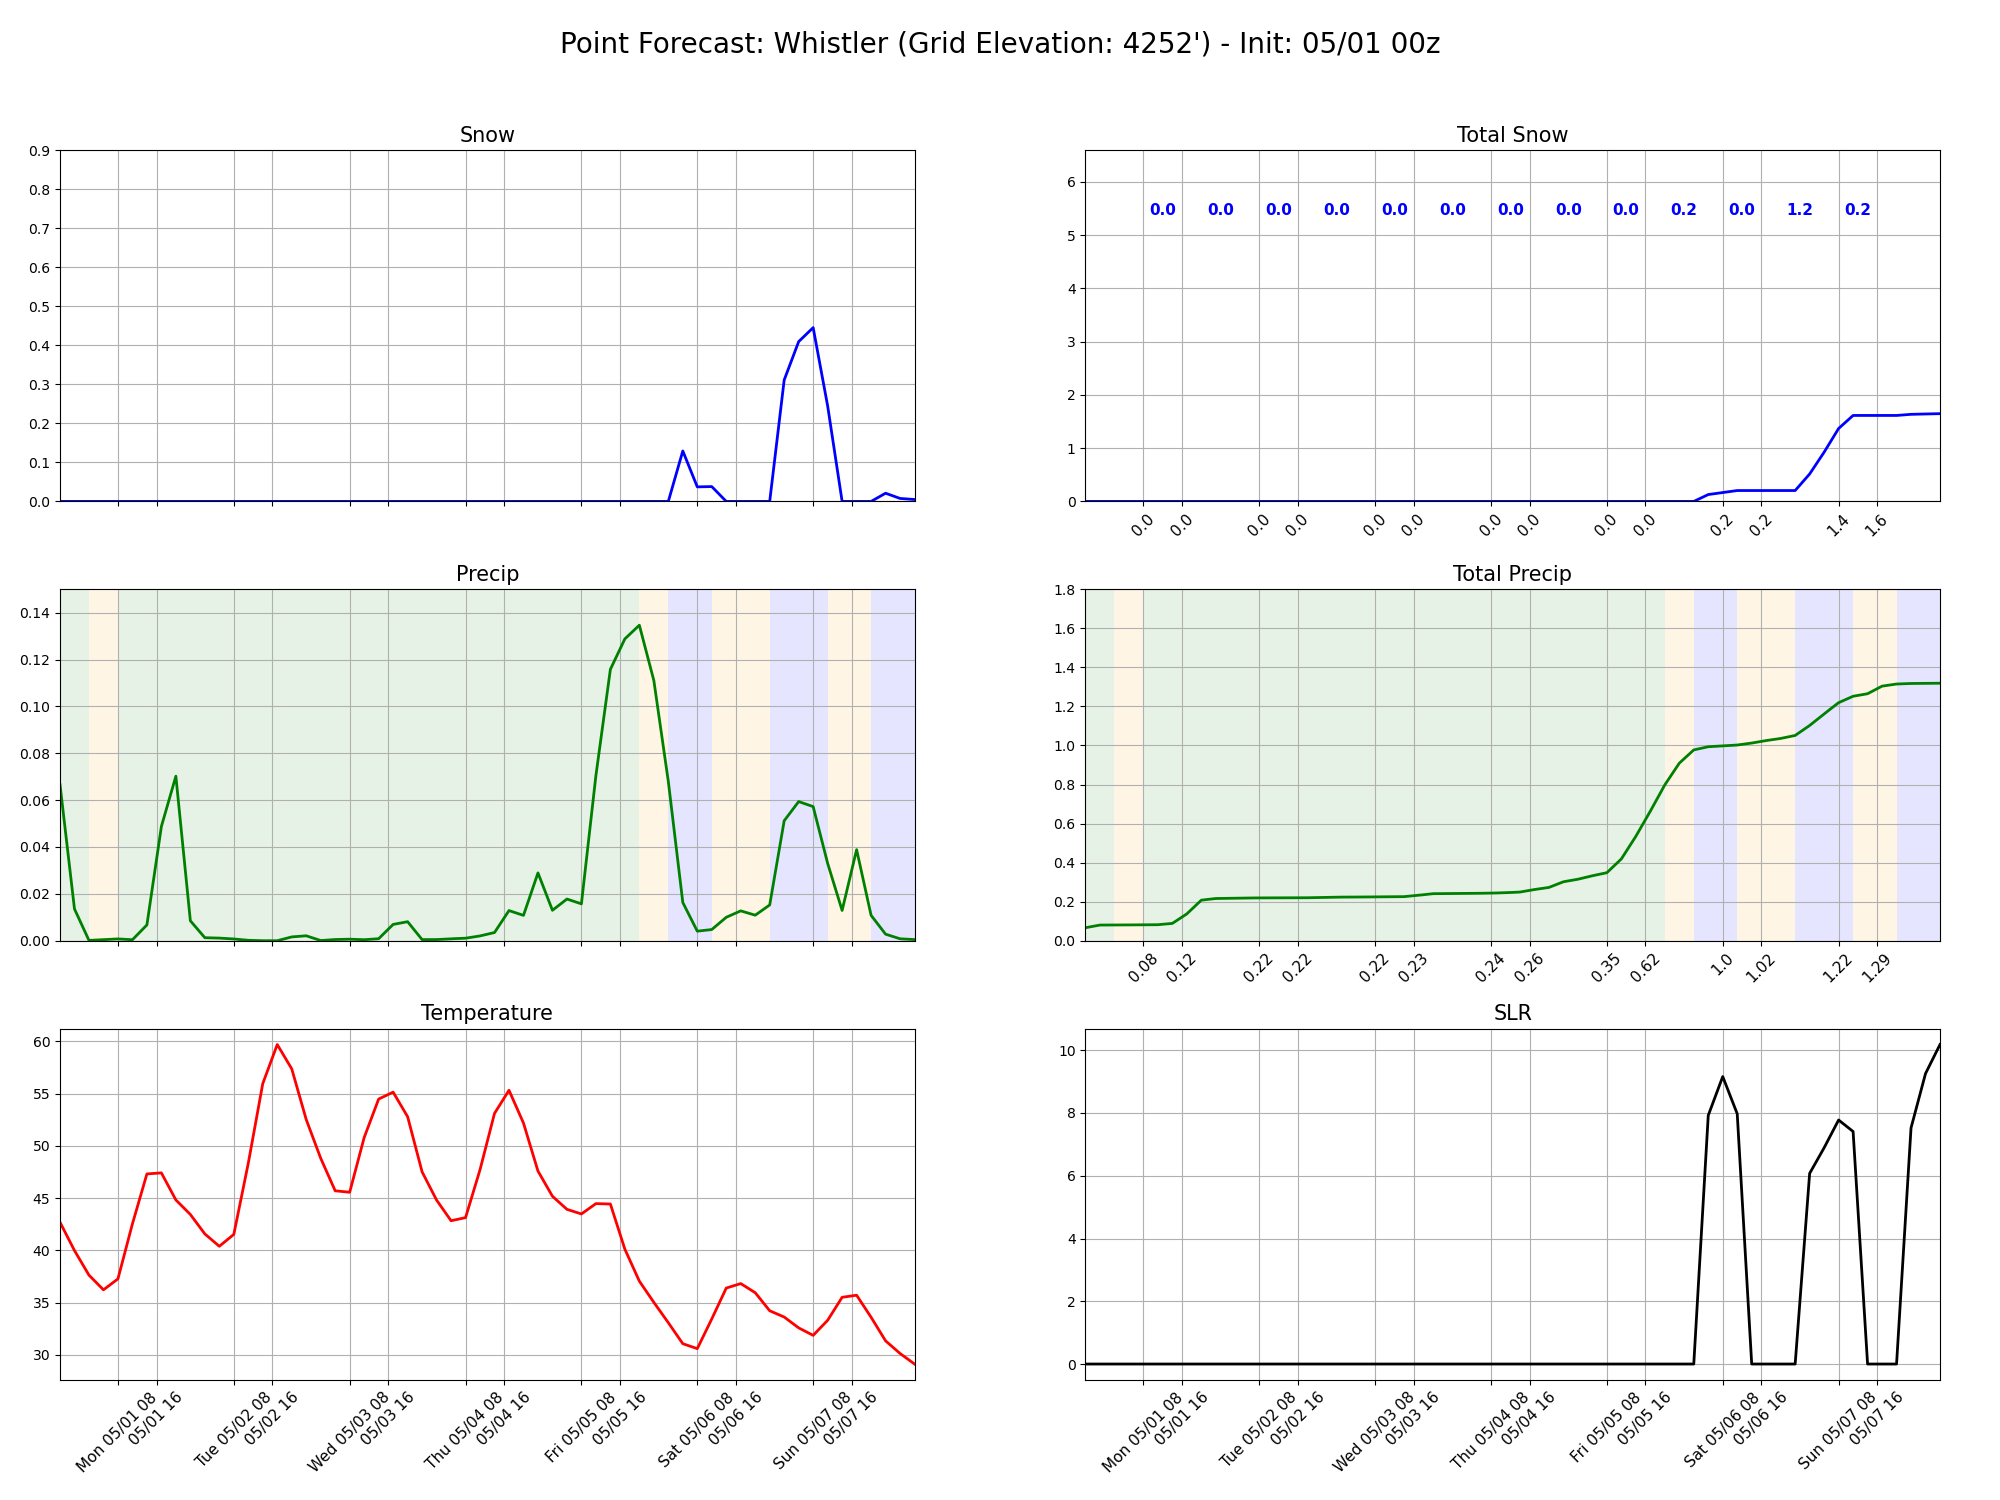 Point Forecast: Whistler (Grid Elevation: 4252') - Init: 05/01 00z
Snow
0.9
0.8
0.7
0.6
0.5
0.4
0.3
0.2
0.1
0.0
Total Snow
6
5
4
3
2
1
0
0.0 0.0 0.0 0.0 0.0 0.0 0.0 0.0 0.0 0.2 0.0 1.2 0.2
0.0 0.0 0.0 0.0 0.0 0.0 0.0 0.0 0.0 0.0 0.2 0.2 1.4 1.6
Precip
0.14
0.12
0.10
0.08
0.06
0.04
0.02
0.00
Total Precip
1.8
1.6
1.4
1.2
1.0
0.8
0.6
0.4
0.2
0.0
0.08 0.12 0.22 0.22 0.22 0.23 0.24 0.26 0.35 0.62 1.0 1.02 1.22 1.29
Temperature
60
55
50
45
40
35
30
Mon 05/01 08
05/01 16
Tue 05/02 08
05/02 16
Wed 05/03 08
05/03 16
Thu 05/04 08
05/04 16
Fri 05/05 08
05/05 16
Sat 05/06 08
05/06 16
Sun 05/07 08
05/07 16
SLR
10
8
6
4
2
0
Mon 05/01 08
05/01 16
Tue 05/02 08
05/02 16
Wed 05/03 08
05/03 16
Thu 05/04 08
05/04 16
Fri 05/05 08
05/05 16
Sat 05/06 08
05/06 16
Sun 05/07 08
05/07 16